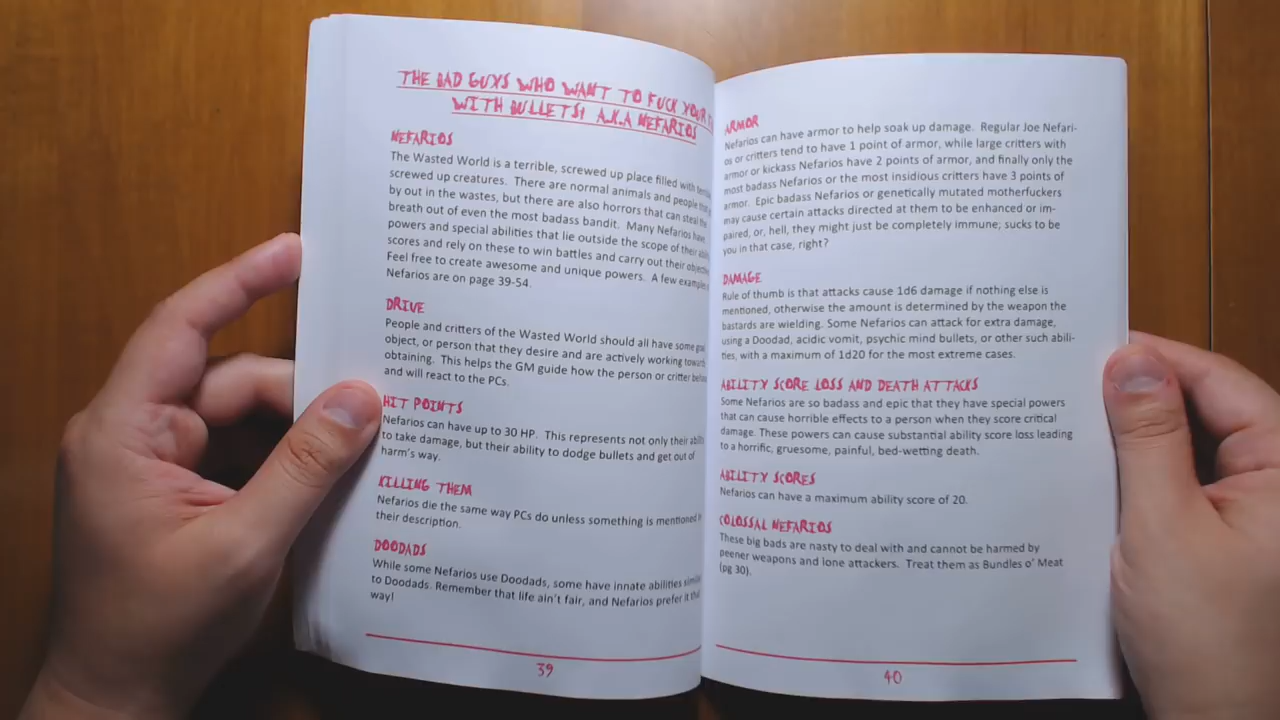 THE BAD GUYS WHO WANT TO FUCK YOUR
WITH BULLETS! A.K.A NEFARIOS
NEFARIOS
The Wasted World is a terrible, screwed up place filled with
screwed up creatures. There are normal animals and people
by out in the wastes, but there are also horrors that can steal the
breath out of even the most badass bandit. Many Nefarios have
powers and special abilities that lie outside the scope of their
scores and rely on these to win battles and carry out their
Feel free to create awesome and unique powers. A few examples
Nefarios are on page 39-54.
DRIVE
People and critters of the Wasted World should all have some
object, or person that they desire and are actively working
obtaining. This helps the GM guide how the person or critter
and will react to the PCs.
HIT POINTS
Nefarios can have up to 30 HP. This represents not only their
to take damage, but their ability to dodge bullets and get out of
harm's way.
KILLING THEM
Nefarios die the same way PCs do unless something is mentioned
their description.
DOODADS
While some Nefarios use Doodads, some have innate abilities
to Doodads. Remember that life ain't fair, and Nefarios prefer it
way!
39
ARMOR
Nefarios can have armor to help soak up damage. Regular Joe Nefari-
os or critters tend to have 1 point of armor, while large critters with
armor or kickass Nefarios have 2 points of armor, and finally only the
most badass Nefarios or the most insidious critters have 3 points of
armor. Epic badass Nefarios or genetically mutated motherfuckers
may cause certain attacks directed at them to be enhanced or im-
paired, or, hell, they might just be completely immune; sucks to be
you in that case, right?
DAMAGE
Rule of thumb is that attacks cause 1d6 damage if nothing else is
mentioned, otherwise the amount is determined by the weapon the
bastards are wielding. Some Nefarios can attack for extra damage,
using a Doodad, acidic vomit, psychic mind bullets, or other such abili-
ties, with a maximum of 1d20 for the most extreme cases.
ABILITY SCORE LOSS AND DEATH ATTACKS
Some Nefarios are so badass and epic that they have special powers
that can cause horrible effects to a person when they score critical
damage. These powers can cause substantial ability score loss leading
to a horrific, gruesome, painful, bed-wetting death.
ABILITY SCORES
Nefarios can have a maximum ability score of 20.
COLOSSAL NEFARIOS
These big bads are nasty to deal with and cannot be harmed by
peener weapons and lone attackers. Treat them as Bundles o' Meat
(pg 30).
40